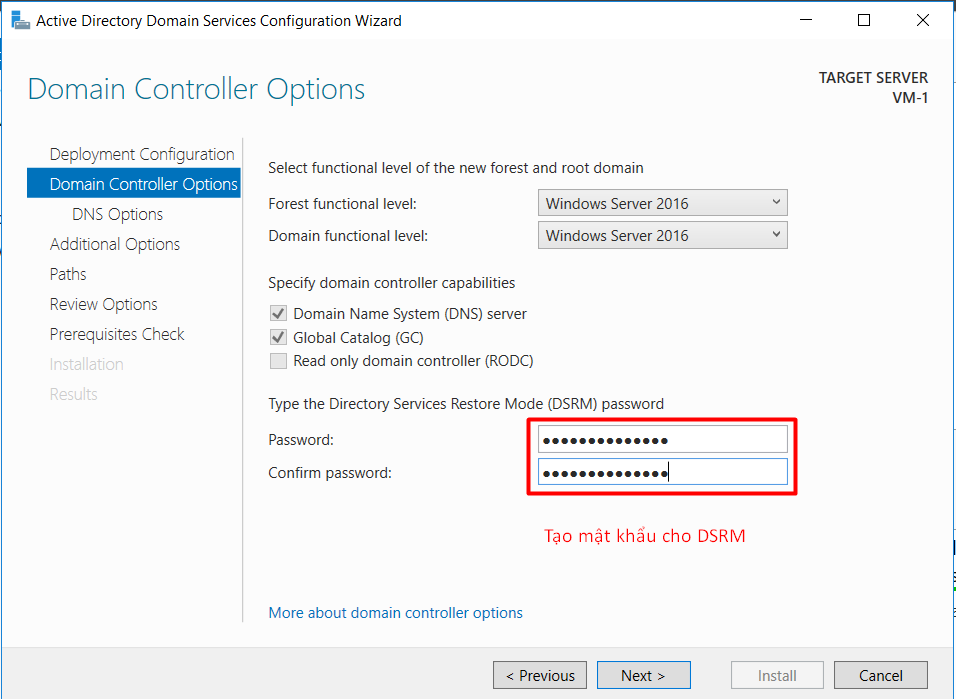 Active Directory Domain Services Configuration Wizard
Domain Controller Options
TARGET SERVER
VM-1
Deployment Configuration
Domain Controller Options
DNS Options
Additional Options
Paths
Review Options
Prerequisites Check
Installation
Results
Select functional level of the new forest and root domain
Forest functional level: Windows Server 2016
Domain functional level: Windows Server 2016
Specify domain controller capabilities
Domain Name System (DNS) server
Global Catalog (GC)
Read only domain controller (RODC)
Type the Directory Services Restore Mode (DSRM) password
Password: ●●●●●●●●●●●●●●
Confirm password: ●●●●●●●●●●●●●●
Tạo mật khẩu cho DSRM
More about domain controller options
< Previous Next > Install Cancel